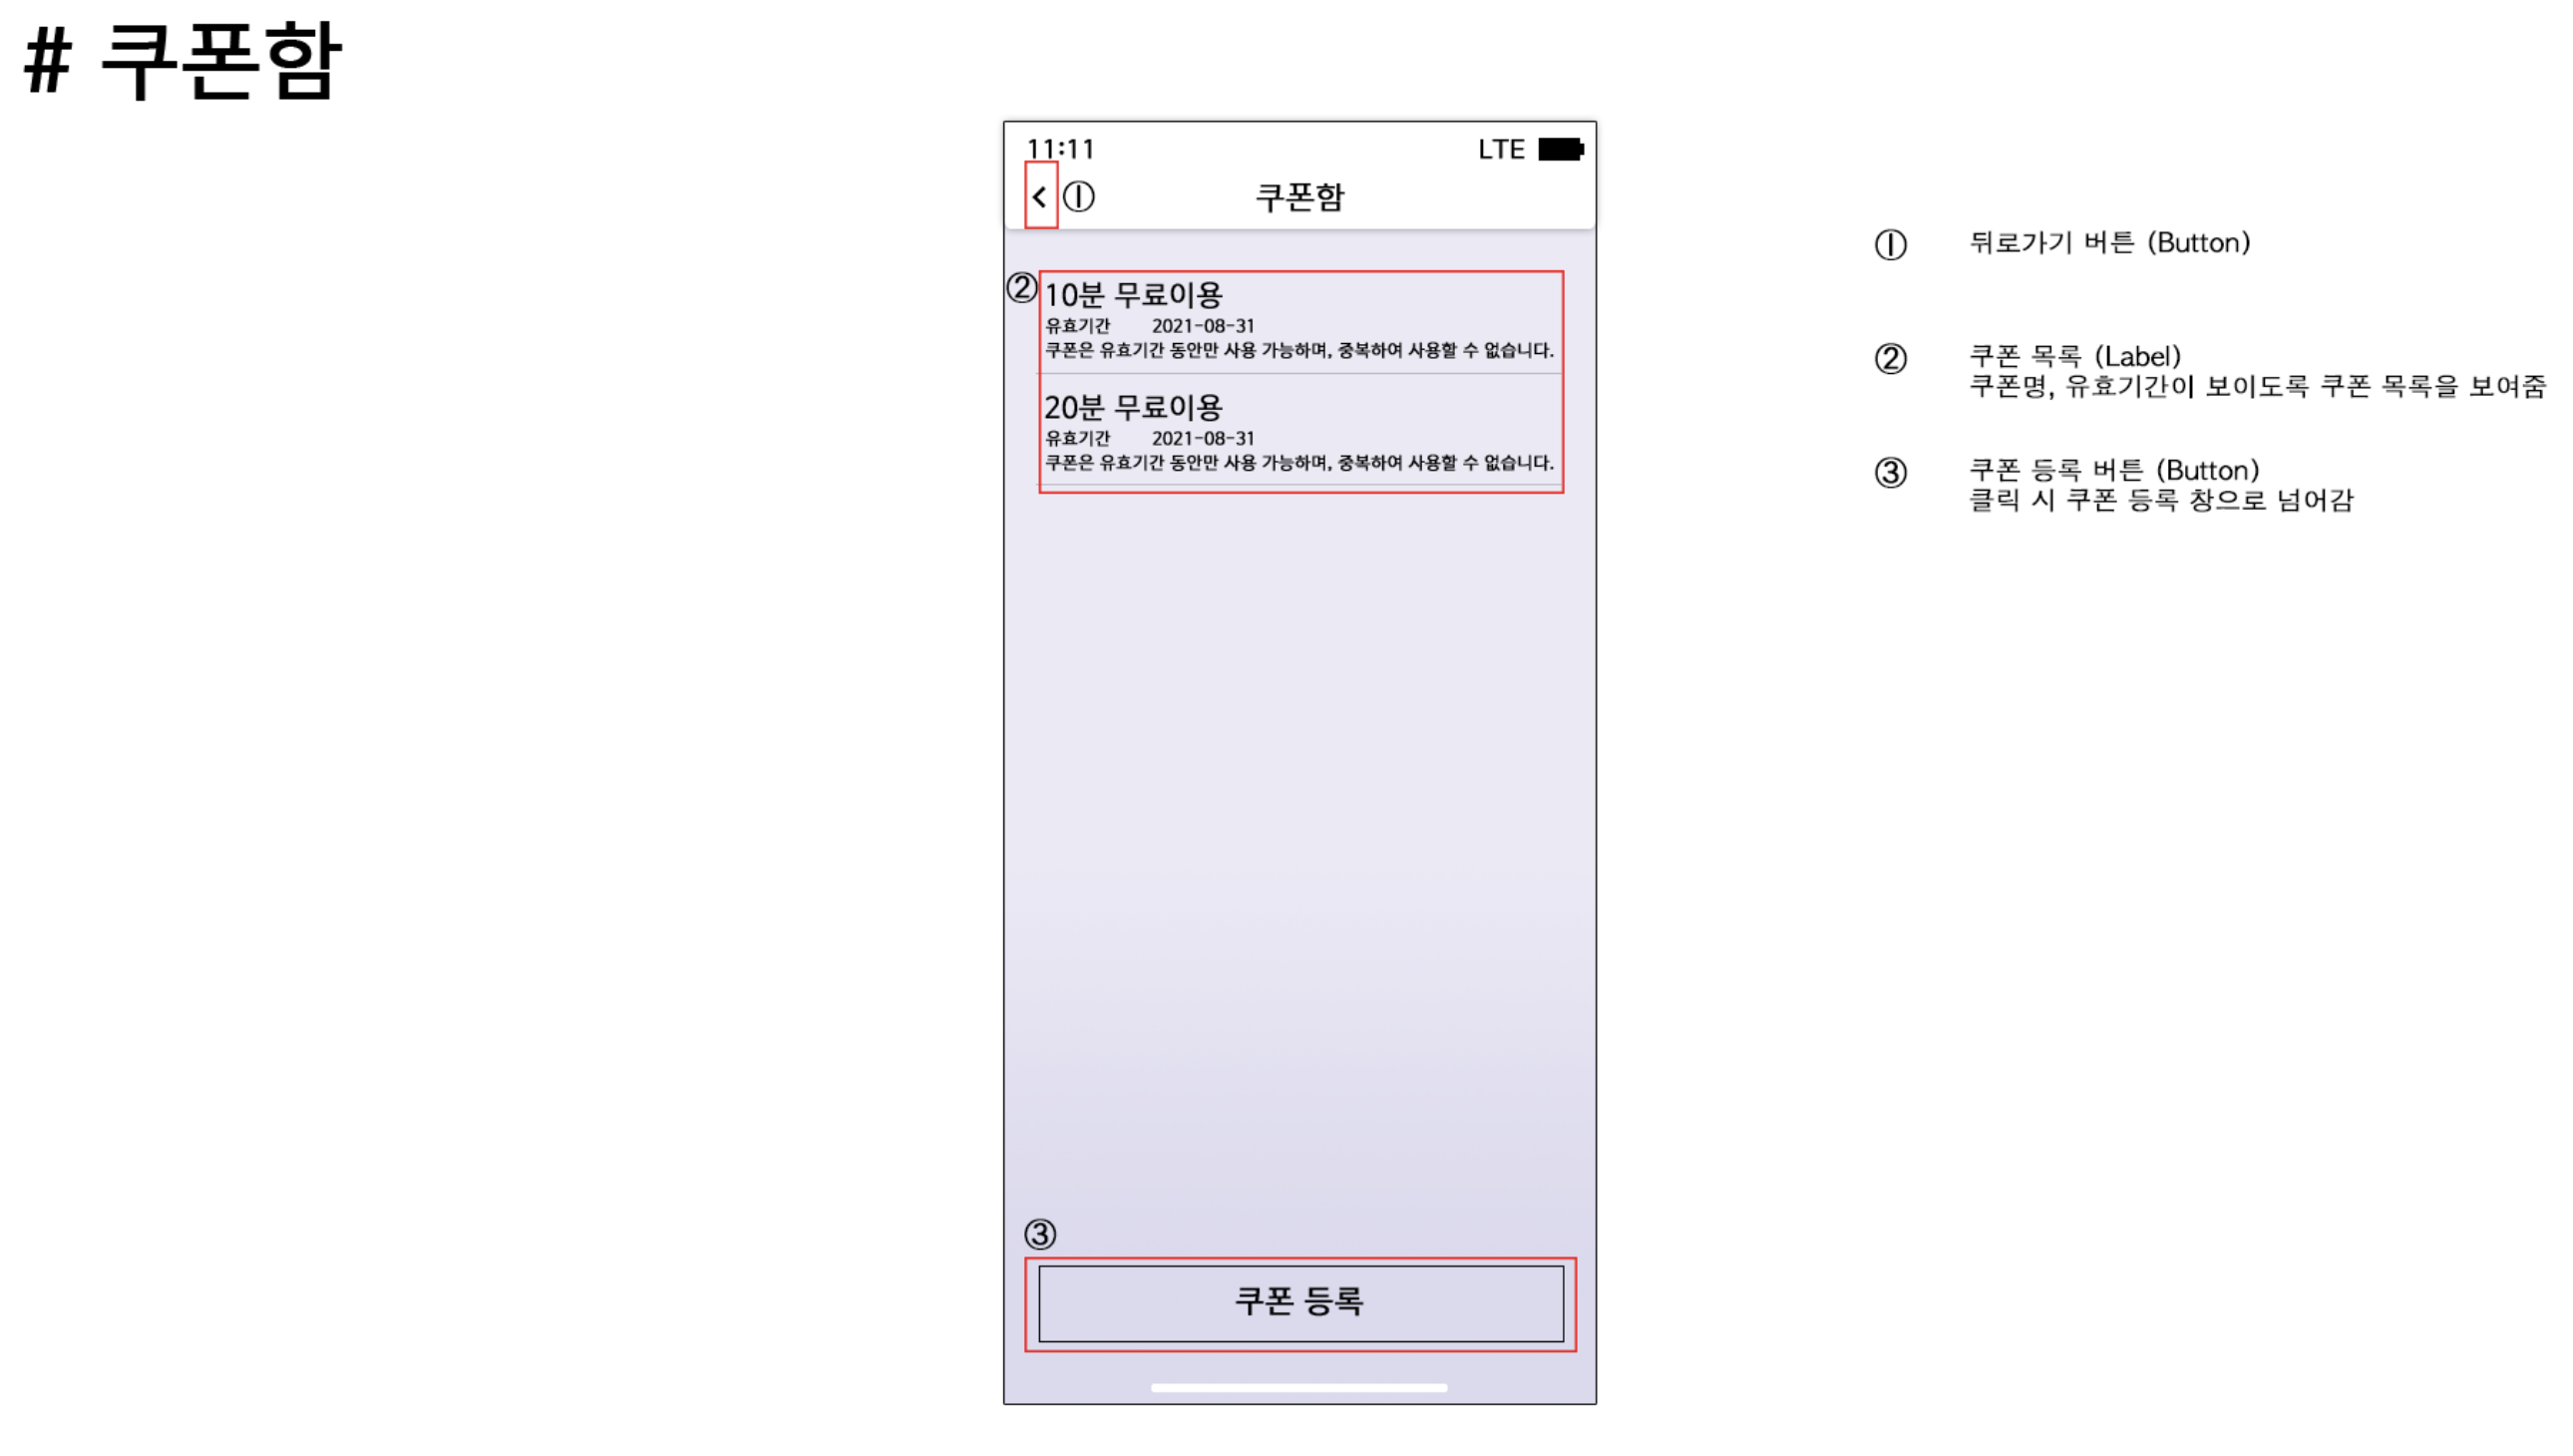 # 쿠폰함
11:11 LTE
< ① 쿠폰함
② 10분 무료이용
유효기간 2021-08-31
쿠폰은 유효기간 동안만 사용 가능하며, 중복하여 사용할 수 없습니다.
20분 무료이용
유효기간 2021-08-31
쿠폰은 유효기간 동안만 사용 가능하며, 중복하여 사용할 수 없습니다.
③
쿠폰 등록
① 뒤로가기 버튼 (Button)
② 쿠폰 목록 (Label)
쿠폰명, 유효기간이 보이도록 쿠폰 목록을 보여줌
③ 쿠폰 등록 버튼 (Button)
클릭 시 쿠폰 등록 창으로 넘어감